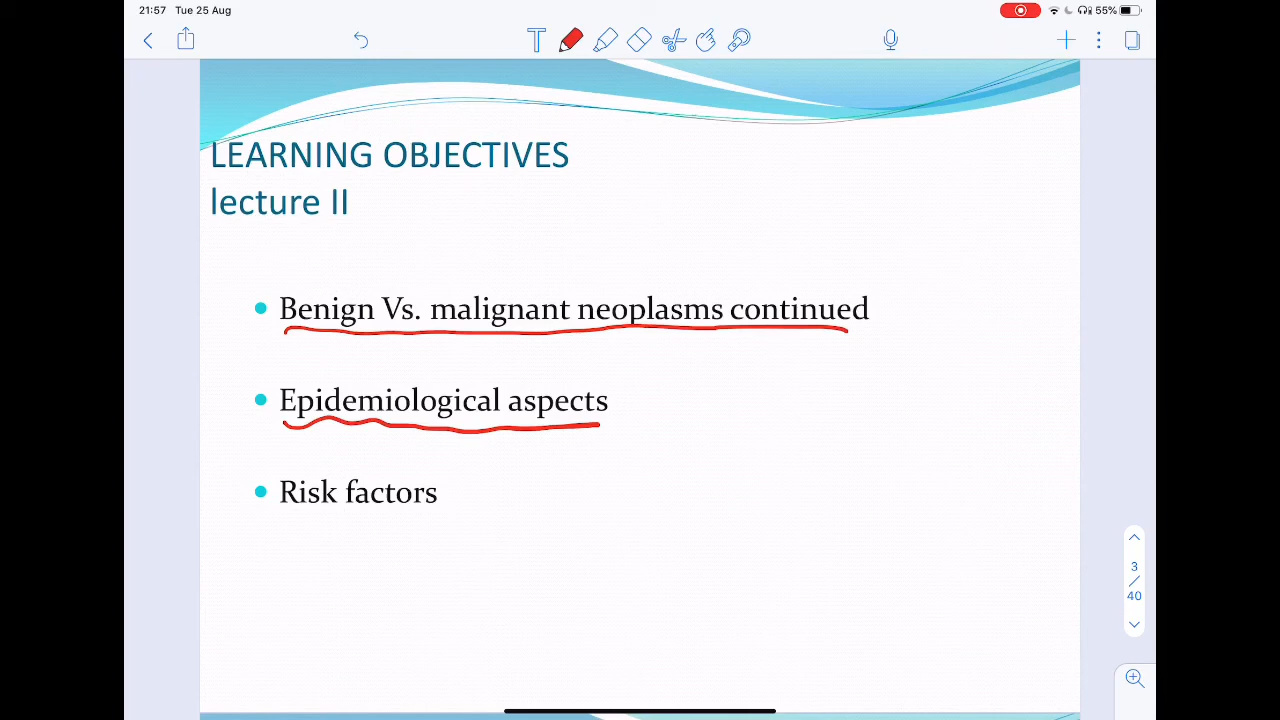 21:57 Tue 25 Aug
55%
LEARNING OBJECTIVES
lecture II
Benign Vs. malignant neoplasms continued
Epidemiological aspects
Risk factors
3
/
40